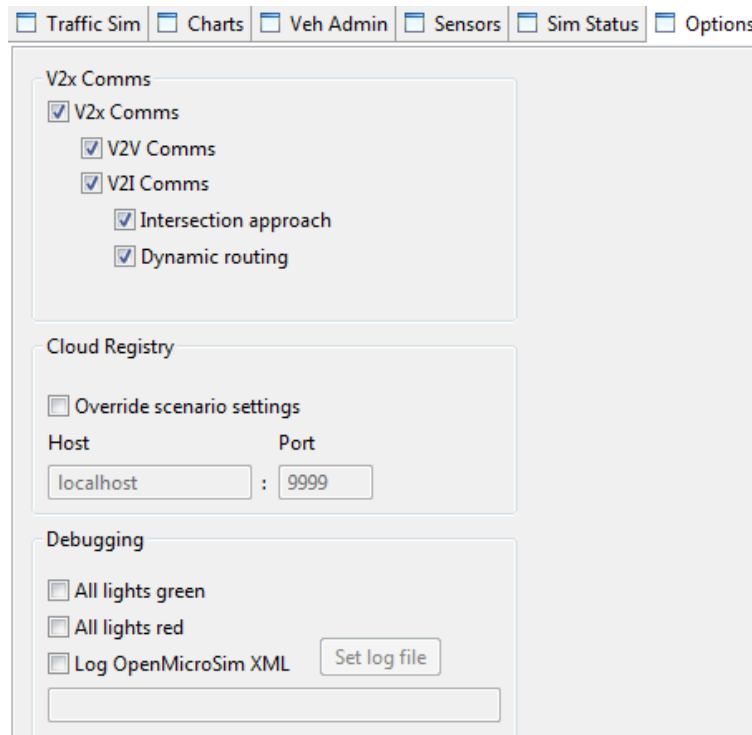 Traffic Sim Charts Veh Admin Sensors Sim Status Options
V2x Comms
V2x Comms
V2V Comms
V2I Comms
Intersection approach
Dynamic routing
Cloud Registry
Override scenario settings
Host Port
localhost : 9999
Debugging
All lights green
All lights red
Log OpenMicroSim XML Set log file